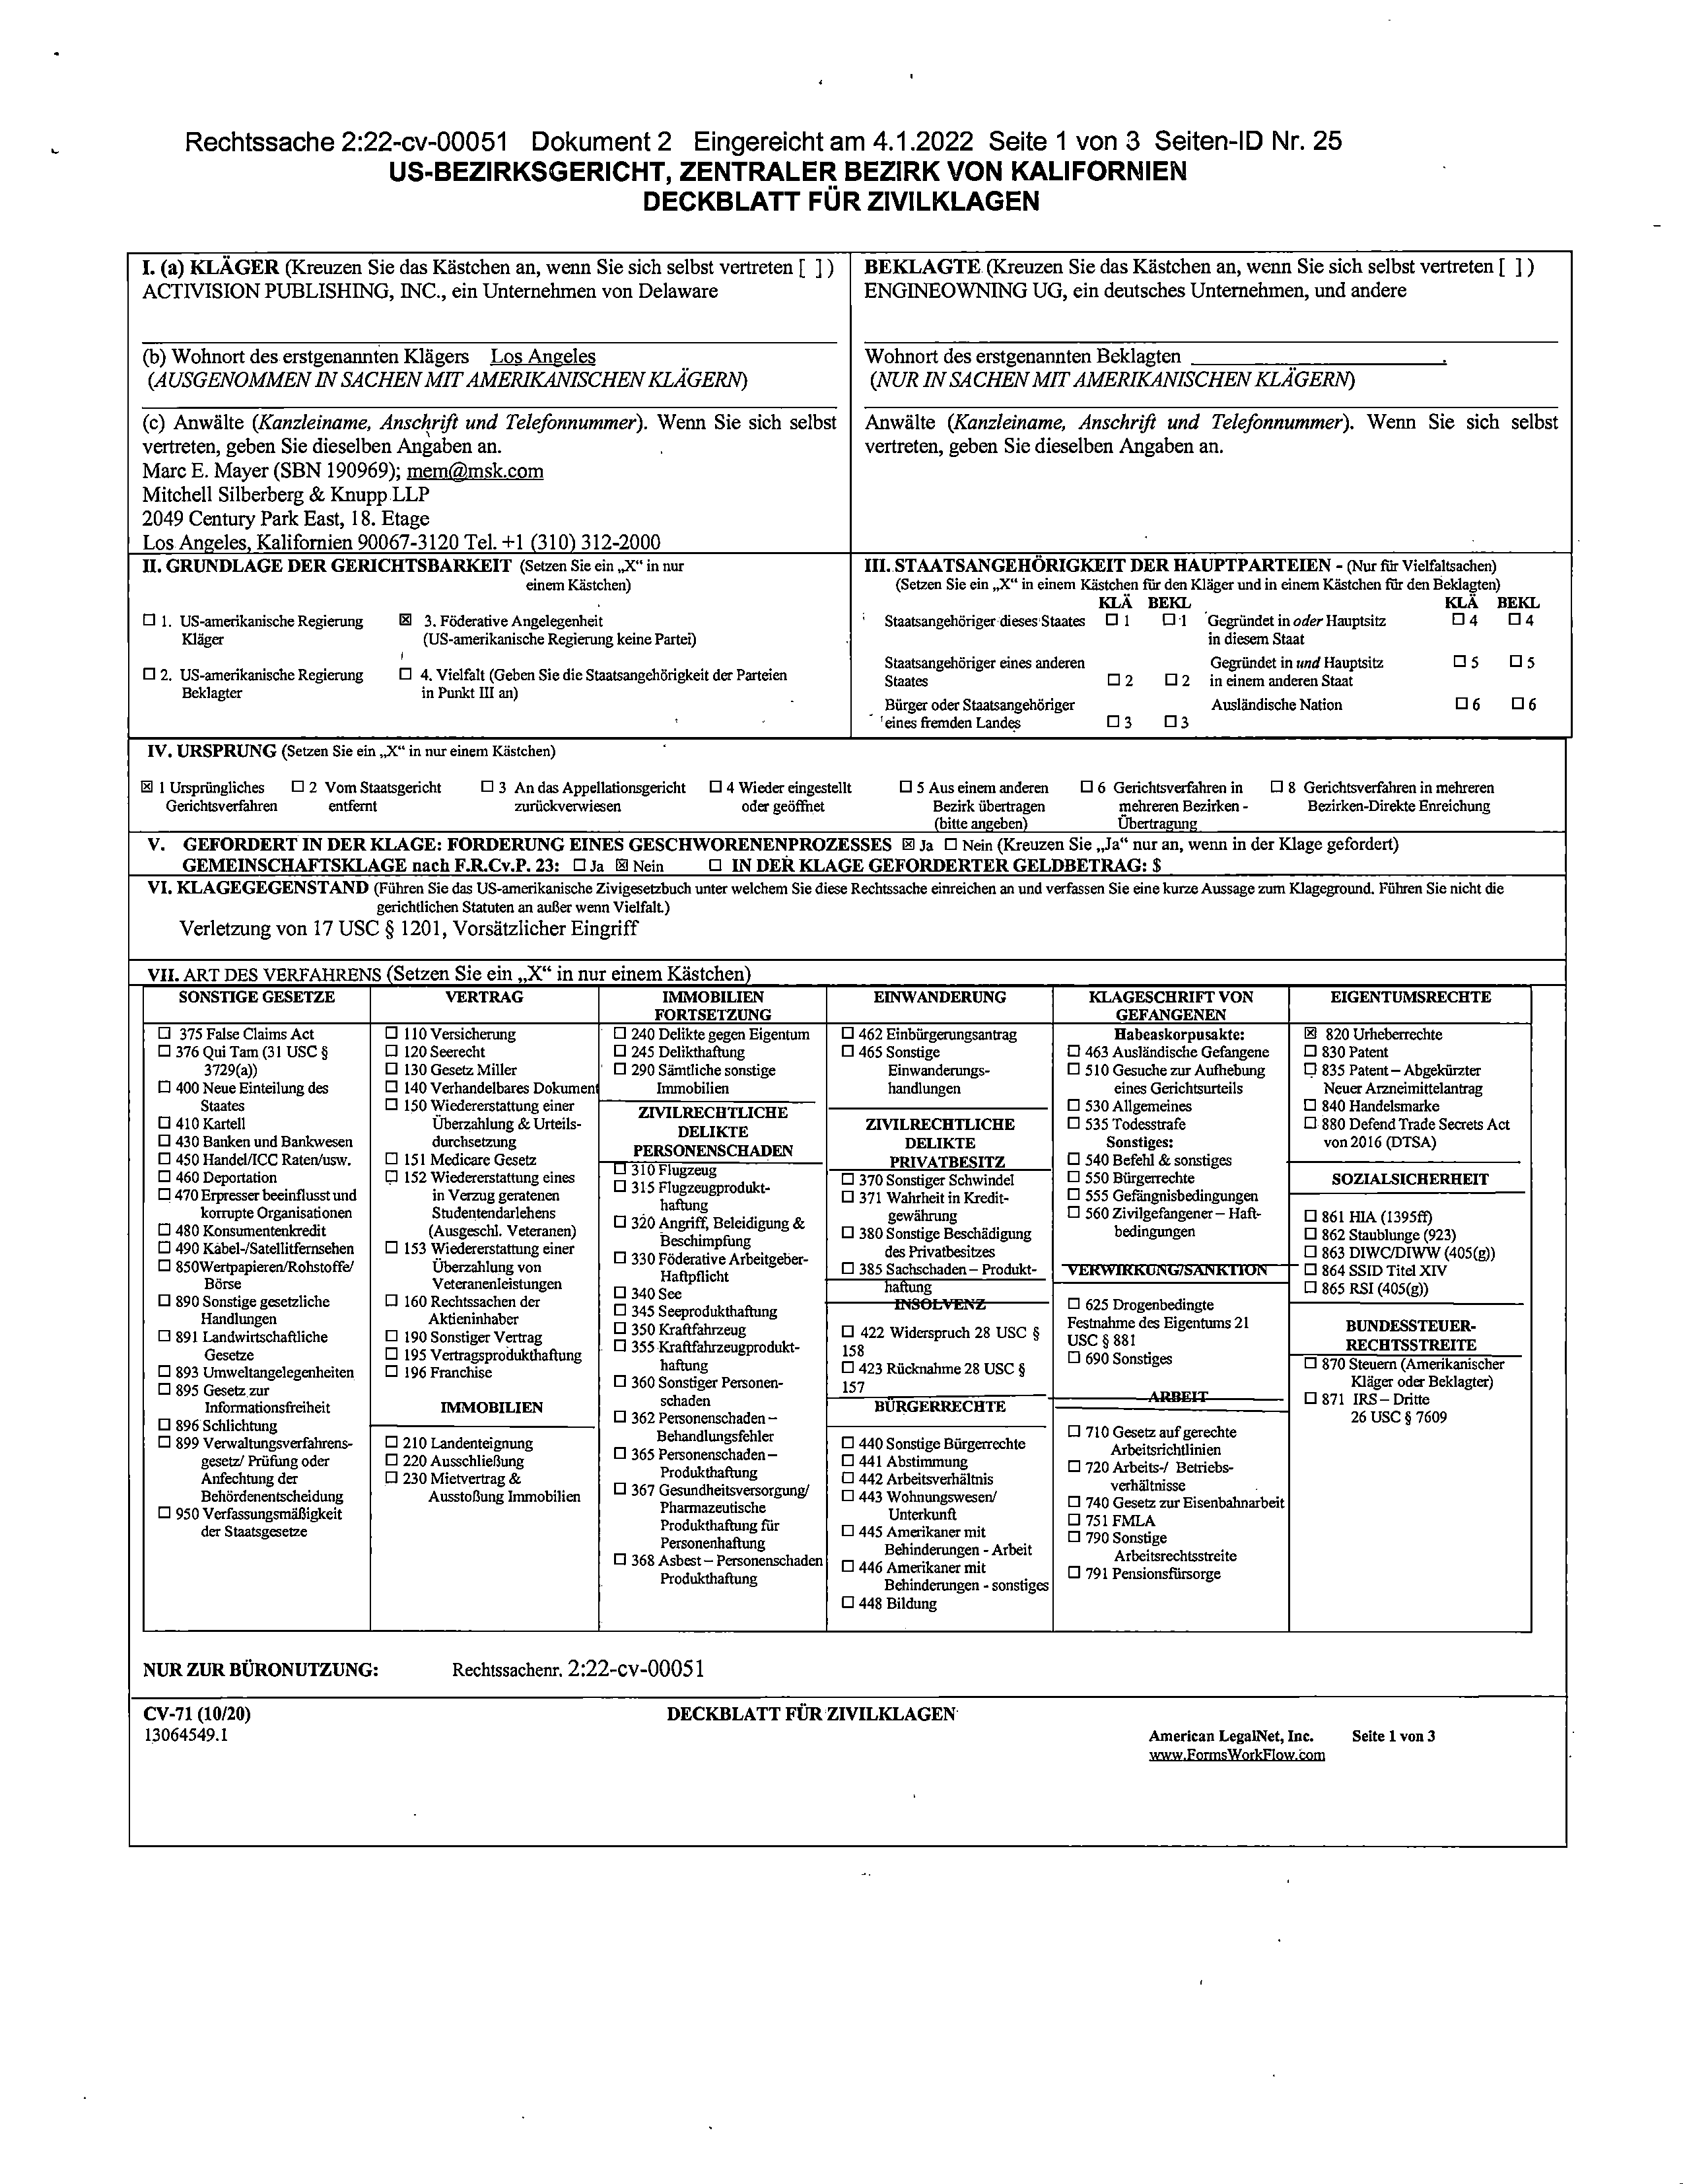 Rechtssache 2:22-cv-00051 Dokument 2 Eingereicht am 4.1.2022 Seite 1 von 3 Seiten-ID Nr. 25
US-BEZIRKSGERICHT, ZENTRALER BEZIRK VON KALIFORNIEN
DECKBLATT FÜR ZIVILKLAGEN
I. (a) KLÄGER (Kreuzen Sie das Kästchen an, wenn Sie sich selbst vertreten [ ] )
ACTIVISION PUBLISHING, INC., ein Unternehmen von Delaware
BEKLAGTE (Kreuzen Sie das Kästchen an, wenn Sie sich selbst vertreten [ ] )
ENGINEOWNING UG, ein deutsches Unternehmen, und andere
(b) Wohnort des erstgenannten Klägers Los Angeles
(AUSGENOMMEN IN SACHEN MIT AMERIKANISCHEN KLÄGERN)
Wohnort des erstgenannten Beklagten
(NUR IN SACHEN MIT AMERIKANISCHEN KLÄGERN)
(c) Anwälte (Kanzleiname, Anschrift und Telefonnummer). Wenn Sie sich selbst
vertreten, geben Sie dieselben Angaben an.
Marc E. Mayer (SBN 190969); mem@msk.com
Mitchell Silberberg & Knupp LLP
2049 Century Park East, 18. Etage
Los Angeles, Kalifornien 90067-3120 Tel. +1 (310) 312-2000
Anwälte (Kanzleiname, Anschrift und Telefonnummer). Wenn Sie sich selbst
vertreten, geben Sie dieselben Angaben an.
II. GRUNDLAGE DER GERICHTSBARKEIT (Setzen Sie ein „X“ in nur
einem Kästchen)
☐ 1. US-amerikanische Regierung
Kläger
☒ 3. Föderative Angelegenheit
(US-amerikanische Regierung keine Partei)
☐ 2. US-amerikanische Regierung
Beklagter
☐ 4. Vielfalt (Geben Sie die Staatsangehörigkeit der Parteien
in Punkt III an)
III. STAATSANGEHÖRIGKEIT DER HAUPTPARTEIEN - (Nur für Vielfaltsachen)
(Setzen Sie ein „X“ in einem Kästchen für den Kläger und in einem Kästchen für den Beklagten)
KLÄ BEKL KLÄ BEKL
Staatsangehöriger dieses Staates ☐ 1 ☐ 1 Gegründet in oder Hauptsitz ☐ 4 ☐ 4
in diesem Staat
Staatsangehöriger eines anderen Gegründet in und Hauptsitz ☐ 5 ☐ 5
Staates ☐ 2 ☐ 2 in einem anderen Staat
Bürger oder Staatsangehöriger Ausländische Nation ☐ 6 ☐ 6
eines fremden Landes ☐ 3 ☐ 3
IV. URSPRUNG (Setzen Sie ein „X“ in nur einem Kästchen)
☒ 1 Ursprüngliches
Gerichtsverfahren
☐ 2 Vom Staatsgericht
entfernt
☐ 3 An das Appellationsgericht
zurückverwiesen
☐ 4 Wieder eingestellt
oder geöffnet
☐ 5 Aus einem anderen
Bezirk übertragen
(bitte angeben)
☐ 6 Gerichtsverfahren in
mehreren Bezirken -
Übertragung
☐ 8 Gerichtsverfahren in mehreren
Bezirken-Direkte Enreichung
V. GEFORDERT IN DER KLAGE: FORDERUNG EINES GESCHWORENENPROZESSES ☒ Ja ☐ Nein (Kreuzen Sie „Ja“ nur an, wenn in der Klage gefordert)
GEMEINSCHAFTSKLAGE nach F.R.Cv.P. 23: ☐ Ja ☒ Nein ☐ IN DER KLAGE GEFORDERTER GELDBETRAG: $
VI. KLAGEGEGENSTAND (Führen Sie das US-amerikanische Zivigesetzbuch unter welchem Sie diese Rechtssache einreichen an und verfassen Sie eine kurze Aussage zum Klageground. Führen Sie nicht die
gerichtlichen Statuten an außer wenn Vielfalt.)
Verletzung von 17 USC § 1201, Vorsätzlicher Eingriff
VII. ART DES VERFAHRENS (Setzen Sie ein „X“ in nur einem Kästchen)
SONSTIGE GESETZE
☐ 375 False Claims Act
☐ 376 Qui Tam (31 USC §
3729(a))
☐ 400 Neue Einteilung des
Staates
☐ 410 Kartell
☐ 430 Banken und Bankwesen
☐ 450 Handel/ICC Raten/usw.
☐ 460 Deportation
☐ 470 Erpresser beeinflusst und
korrupte Organisationen
☐ 480 Konsumentenkredit
☐ 490 Kabel-/Satellitfernsehen
☐ 850Wertpapieren/Rohstoffe/
Börse
☐ 890 Sonstige gesetzliche
Handlungen
☐ 891 Landwirtschaftliche
Gesetze
☐ 893 Umweltangelegenheiten
☐ 895 Gesetz zur
Informationsfreiheit
☐ 896 Schlichtung
☐ 899 Verwaltungsverfahrens-
gesetz/ Prüfung oder
Anfechtung der
Behördenentscheidung
☐ 950 Verfassungsmäßigkeit
der Staatsgesetze
VERTRAG
☐ 110 Versicherung
☐ 120 Seerecht
☐ 130 Gesetz Miller
☐ 140 Verhandelbares Dokument
☐ 150 Wiedererstattung einer
Überzahlung & Urteils-
durchsetzung
☐ 151 Medicare Gesetz
☐ 152 Wiedererstattung eines
in Verzug geratenen
Studentendarlehens
(Ausgeschl. Veteranen)
☐ 153 Wiedererstattung einer
Überzahlung von
Veteranenleistungen
☐ 160 Rechtssachen der
Aktieninhaber
☐ 190 Sonstiger Vertrag
☐ 195 Vertragsprodukthaftung
☐ 196 Franchise
IMMOBILIEN
☐ 210 Landenteignung
☐ 220 Ausschließung
☐ 230 Mietvertrag &
Ausstoßung Immobilien
IMMOBILIEN
FORTSETZUNG
☐ 240 Delikte gegen Eigentum
☐ 245 Delikthaftung
☐ 290 Sämtliche sonstige
Immobilien
ZIVILRECHTLICHE
DELIKTE
PERSONENSCHADEN
☐ 310 Flugzeug
☐ 315 Flugzeugprodukt-
haftung
☐ 320 Angriff, Beleidigung &
Beschimpfung
☐ 330 Föderative Arbeitgeber-
Haftpflicht
☐ 340 See
☐ 345 Seeprodukthaftung
☐ 350 Kraftfahrzeug
☐ 355 Kraftfahrzeugprodukt-
haftung
☐ 360 Sonstiger Personen-
schaden
☐ 362 Personenschaden –
Behandlungsfehler
☐ 365 Personenschaden –
Produkthaftung
☐ 367 Gesundheitsversorgung/
Pharmazeutische
Produkthaftung für
Personenhaftung
☐ 368 Asbest – Personenschaden
Produkthaftung
EINWANDERUNG
☐ 462 Einbürgerungsantrag
☐ 465 Sonstige
Einwanderungs-
handlungen
ZIVILRECHTLICHE
DELIKTE
PRIVATBESITZ
☐ 370 Sonstiger Schwindel
☐ 371 Wahrheit in Kredit-
gewährung
☐ 380 Sonstige Beschädigung
des Privatbesitzes
☐ 385 Sachschaden – Produkt-
haftung
INSOLVENZ
☐ 422 Widerspruch 28 USC §
158
☐ 423 Rücknahme 28 USC §
157
BÜRGERRECHTE
☐ 440 Sonstige Bürgerrechte
☐ 441 Abstimmung
☐ 442 Arbeitsverhältnis
☐ 443 Wohnungswesen/
Unterkunft
☐ 445 Amerikaner mit
Behinderungen - Arbeit
☐ 446 Amerikaner mit
Behinderungen - sonstiges
☐ 448 Bildung
KLAGESCHRIFT VON
GEFANGENEN
Habeaskorpusakte:
☐ 463 Ausländische Gefangene
☐ 510 Gesuche zur Aufhebung
eines Gerichtsurteils
☐ 530 Allgemeines
☐ 535 Todesstrafe
Sonstiges:
☐ 540 Befehl & sonstiges
☐ 550 Bürgerrechte
☐ 555 Gefängnisbedingungen
☐ 560 Zivilgefangener – Haft-
bedingungen
VERWIRKUNG/SANKTION
☐ 625 Drogenbedingte
Festnahme des Eigentums 21
USC § 881
☐ 690 Sonstiges
ARBEIT
☐ 710 Gesetz auf gerechte
Arbeitsrichtlinien
☐ 720 Arbeits-/ Betriebs-
verhältnisse
☐ 740 Gesetz zur Eisenbahnarbeit
☐ 751 FMLA
☐ 790 Sonstige
Arbeitsrechtsstreite
☐ 791 Pensionsfürsorge
EIGENTUMSRECHTE
☒ 820 Urheberrechte
☐ 830 Patent
☐ 835 Patent – Abgekürzter
Neuer Arzneimittelantrag
☐ 840 Handelsmarke
☐ 880 Defend Trade Secrets Act
von 2016 (DTSA)
SOZIALSICHERHEIT
☐ 861 HIA (1395ff)
☐ 862 Staublunge (923)
☐ 863 DIWC/DIWW (405(g))
☐ 864 SSID Titel XIV
☐ 865 RSI (405(g))
BUNDESSTEUER-
RECHTSSTREITE
☐ 870 Steuern (Amerikanischer
Kläger oder Beklagter)
☐ 871 IRS – Dritte
26 USC § 7609
NUR ZUR BÜRONUTZUNG: Rechtssachenr. 2:22-cv-00051
CV-71 (10/20) DECKBLATT FÜR ZIVILKLAGEN
13064549.1
American LegalNet, Inc. Seite 1 von 3
www.FormsWorkFlow.com